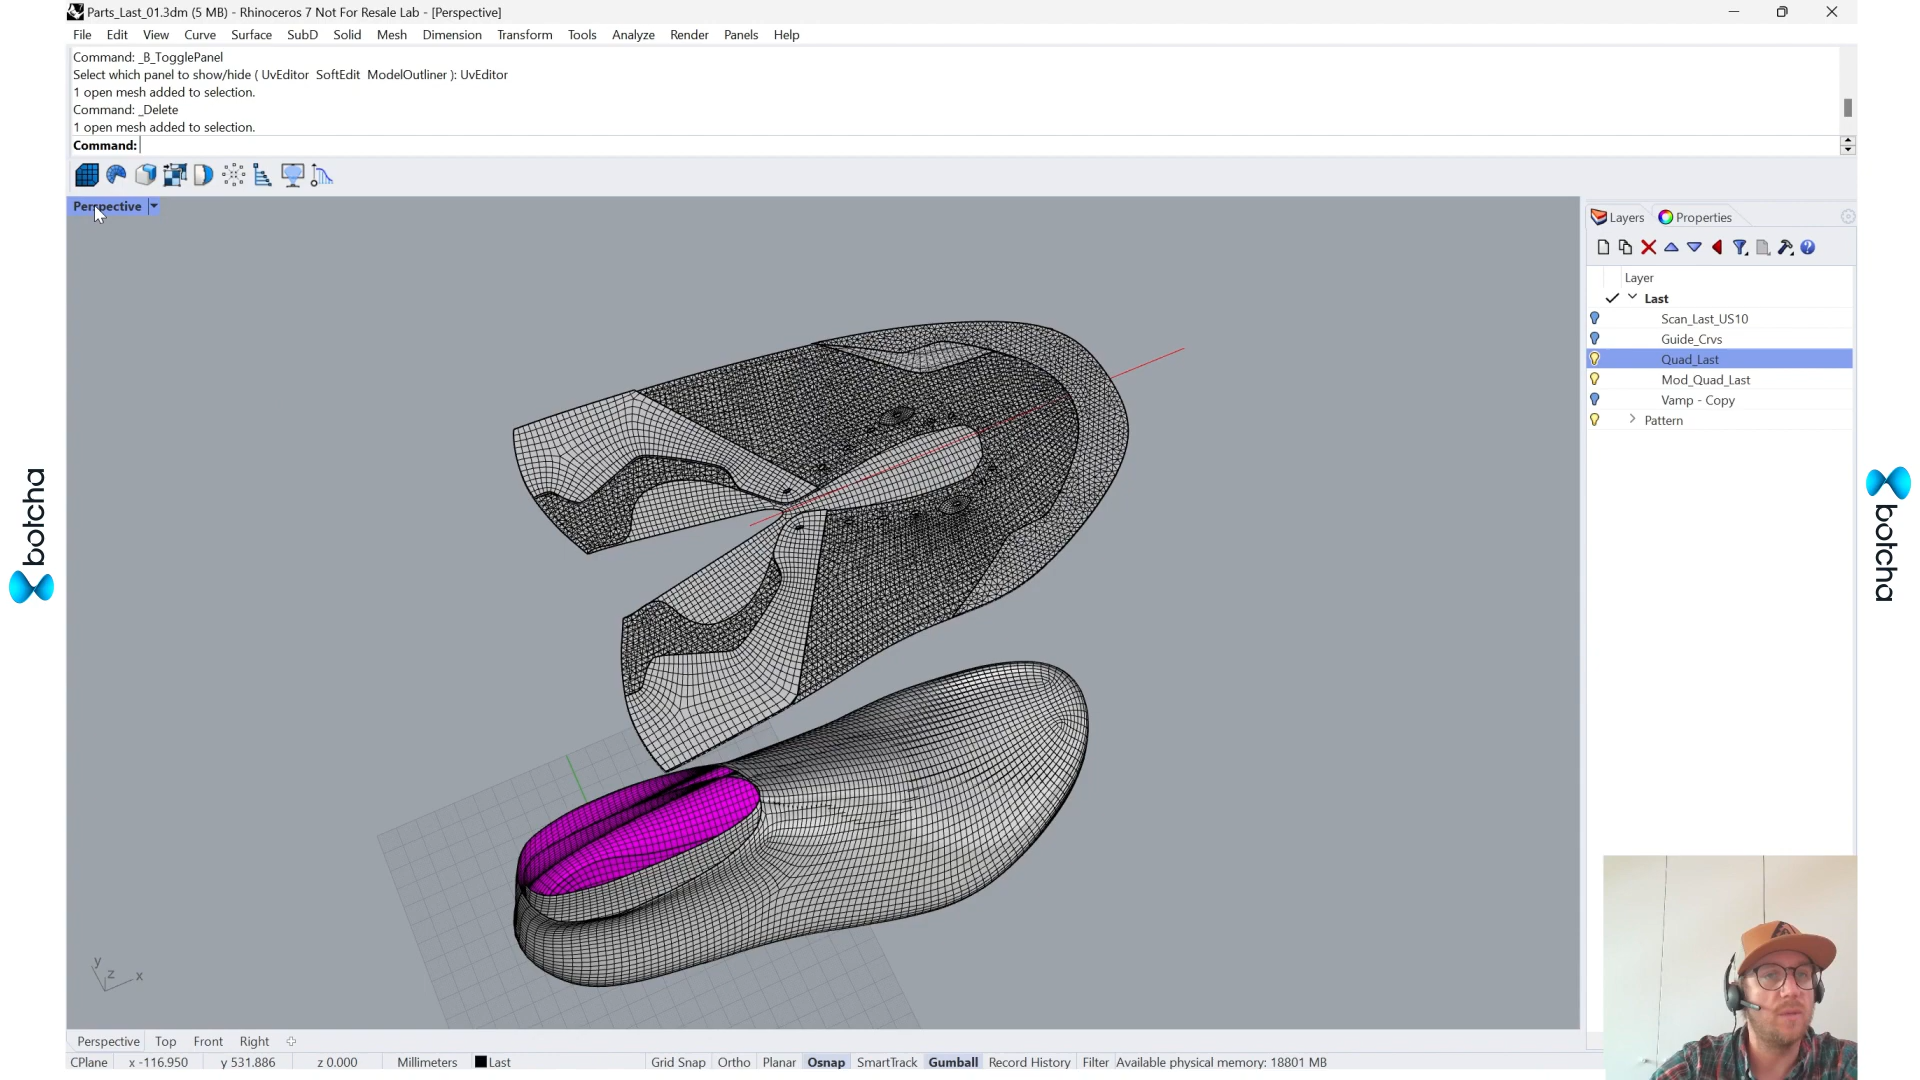 Parts_Last_01.3dm (5 MB) - Rhinoceros 7 Not For Resale Lab - [Perspective]
File Edit View Curve Surface SubD Solid Mesh Dimension Transform Tools Analyze Render Panels Help
Command: _B_TogglePanel
Select which panel to show/hide ( UvEditor SoftEdit ModelOutliner ): UvEditor
1 open mesh added to selection.
Command: _Delete
1 open mesh added to selection.
Command:
Perspective
Layers Properties
Layer
Last
Scan_Last_US10
Guide_Crvs
Quad_Last
Mod_Quad_Last
Vamp - Copy
Pattern
botcha
botcha
y
z x
Perspective Top Front Right
CPlane x -116.950 y 531.886 z 0.000 Millimeters Last Grid Snap Ortho Planar Osnap SmartTrack Gumball Record History Filter Available physical memory: 18801 MB